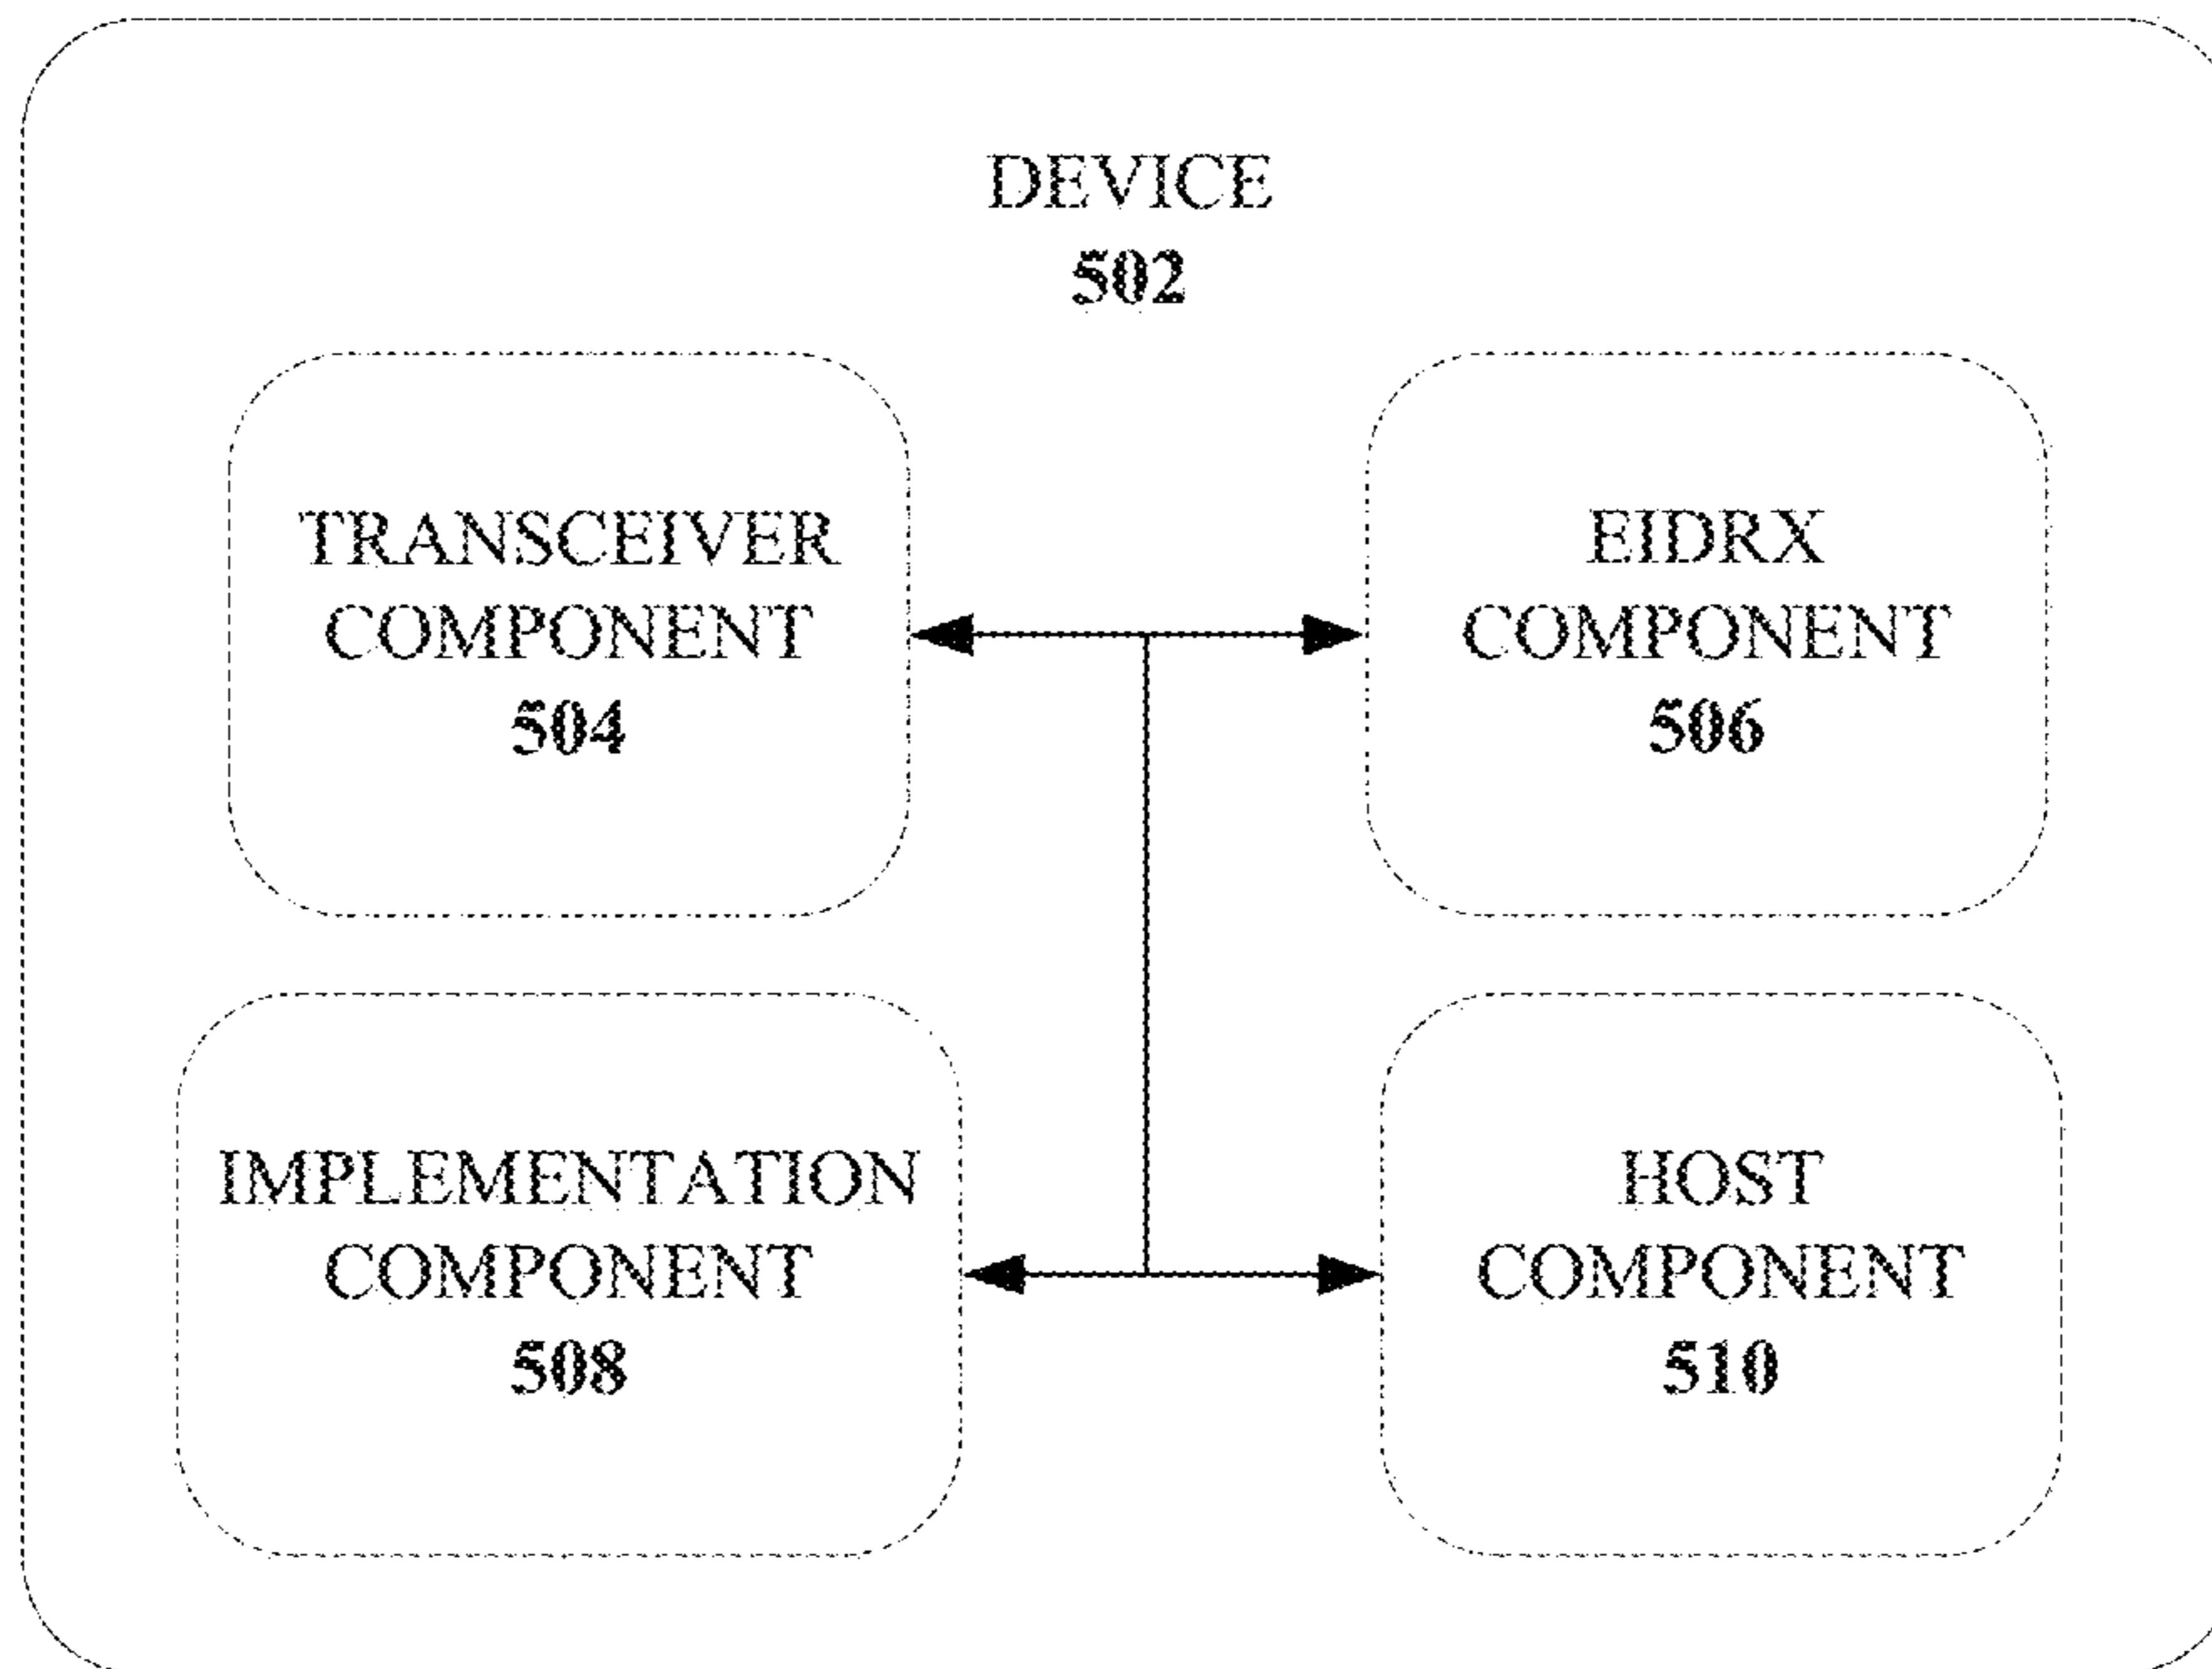 DEVICE
502
TRANSCEIVER
COMPONENT
504
EIDRX
COMPONENT
506
IMPLEMENTATION
COMPONENT
508
HOST
COMPONENT
510